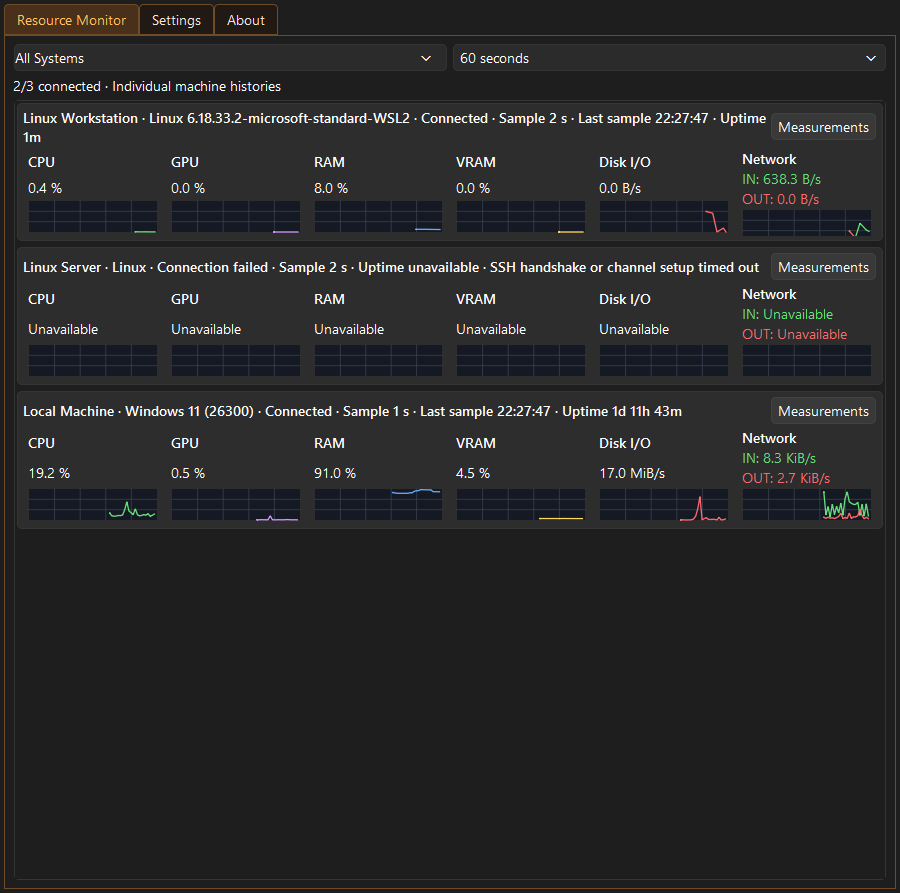 Resource Monitor Settings About
All Systems 60 seconds
2/3 connected · Individual machine histories
Linux Workstation · Linux 6.18.33.2-microsoft-standard-WSL2 · Connected · Sample 2 s · Last sample 22:27:47 · Uptime
1m
Measurements
CPU GPU RAM VRAM Disk I/O Network
0.4 % 0.0 % 8.0 % 0.0 % 0.0 B/s IN: 638.3 B/s
OUT: 0.0 B/s
Linux Server · Linux · Connection failed · Sample 2 s · Uptime unavailable · SSH handshake or channel setup timed out Measurements
CPU GPU RAM VRAM Disk I/O Network
Unavailable Unavailable Unavailable Unavailable Unavailable IN: Unavailable
OUT: Unavailable
Local Machine · Windows 11 (26300) · Connected · Sample 1 s · Last sample 22:27:47 · Uptime 1d 11h 43m Measurements
CPU GPU RAM VRAM Disk I/O Network
19.2 % 0.5 % 91.0 % 4.5 % 17.0 MiB/s IN: 8.3 KiB/s
OUT: 2.7 KiB/s